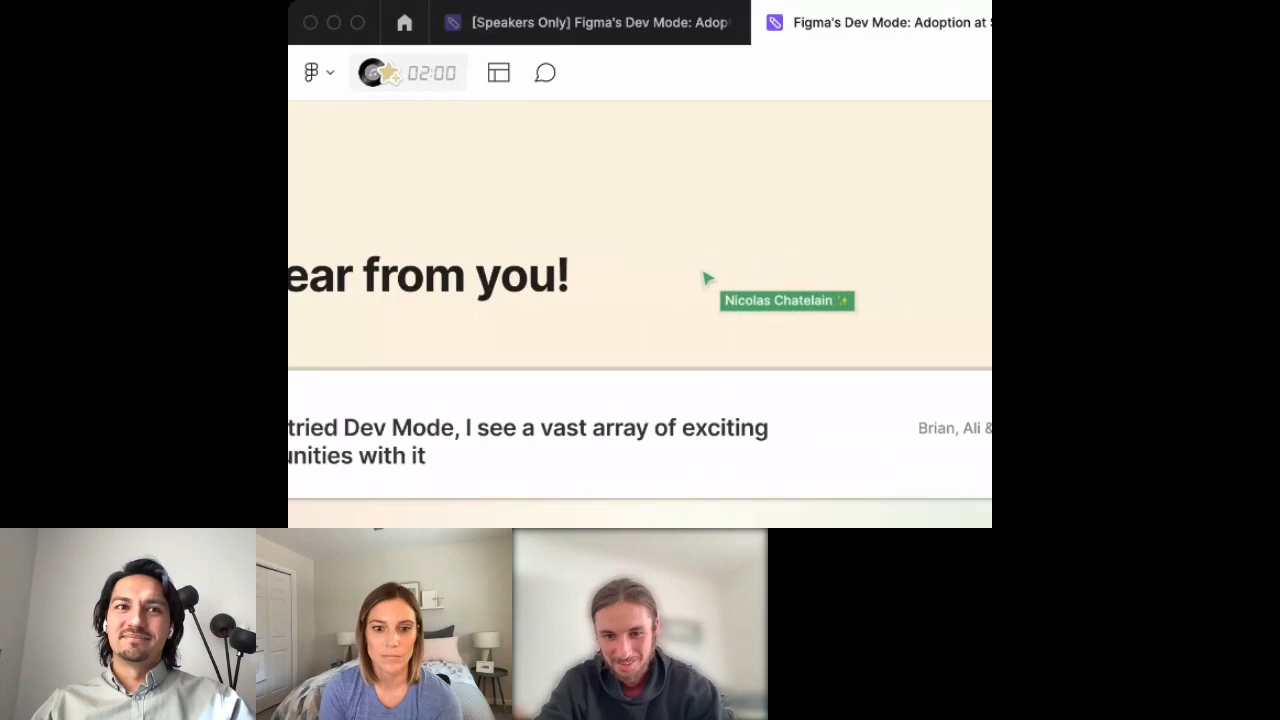 [Speakers Only] Figma's Dev Mode: Adop
Figma's Dev Mode: Adoption at S
02:00
ear from you!
Nicolas Chatelain ✨
tried Dev Mode, I see a vast array of exciting
unities with it
Brian, Ali &